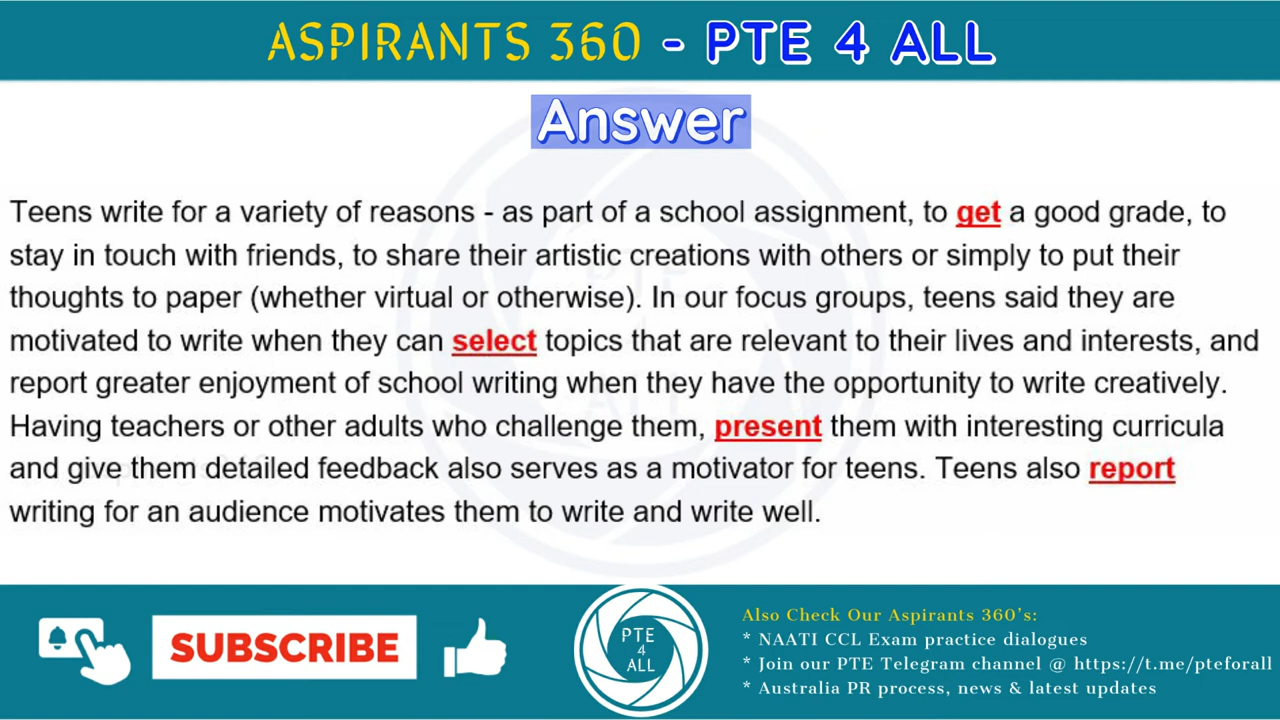 ASPIRANTS 360 - PTE 4 ALL
Answer
Teens write for a variety of reasons - as part of a school assignment, to get a good grade, to
stay in touch with friends, to share their artistic creations with others or simply to put their
thoughts to paper (whether virtual or otherwise). In our focus groups, teens said they are
motivated to write when they can select topics that are relevant to their lives and interests, and
report greater enjoyment of school writing when they have the opportunity to write creatively.
Having teachers or other adults who challenge them, present them with interesting curricula
and give them detailed feedback also serves as a motivator for teens. Teens also report
writing for an audience motivates them to write and write well.
SUBSCRIBE
PTE
4
ALL
Also Check Our Aspirants 360's:
* NAATI CCL Exam practice dialogues
* Join our PTE Telegram channel @ https://t.me/pteforall
* Australia PR process, news & latest updates